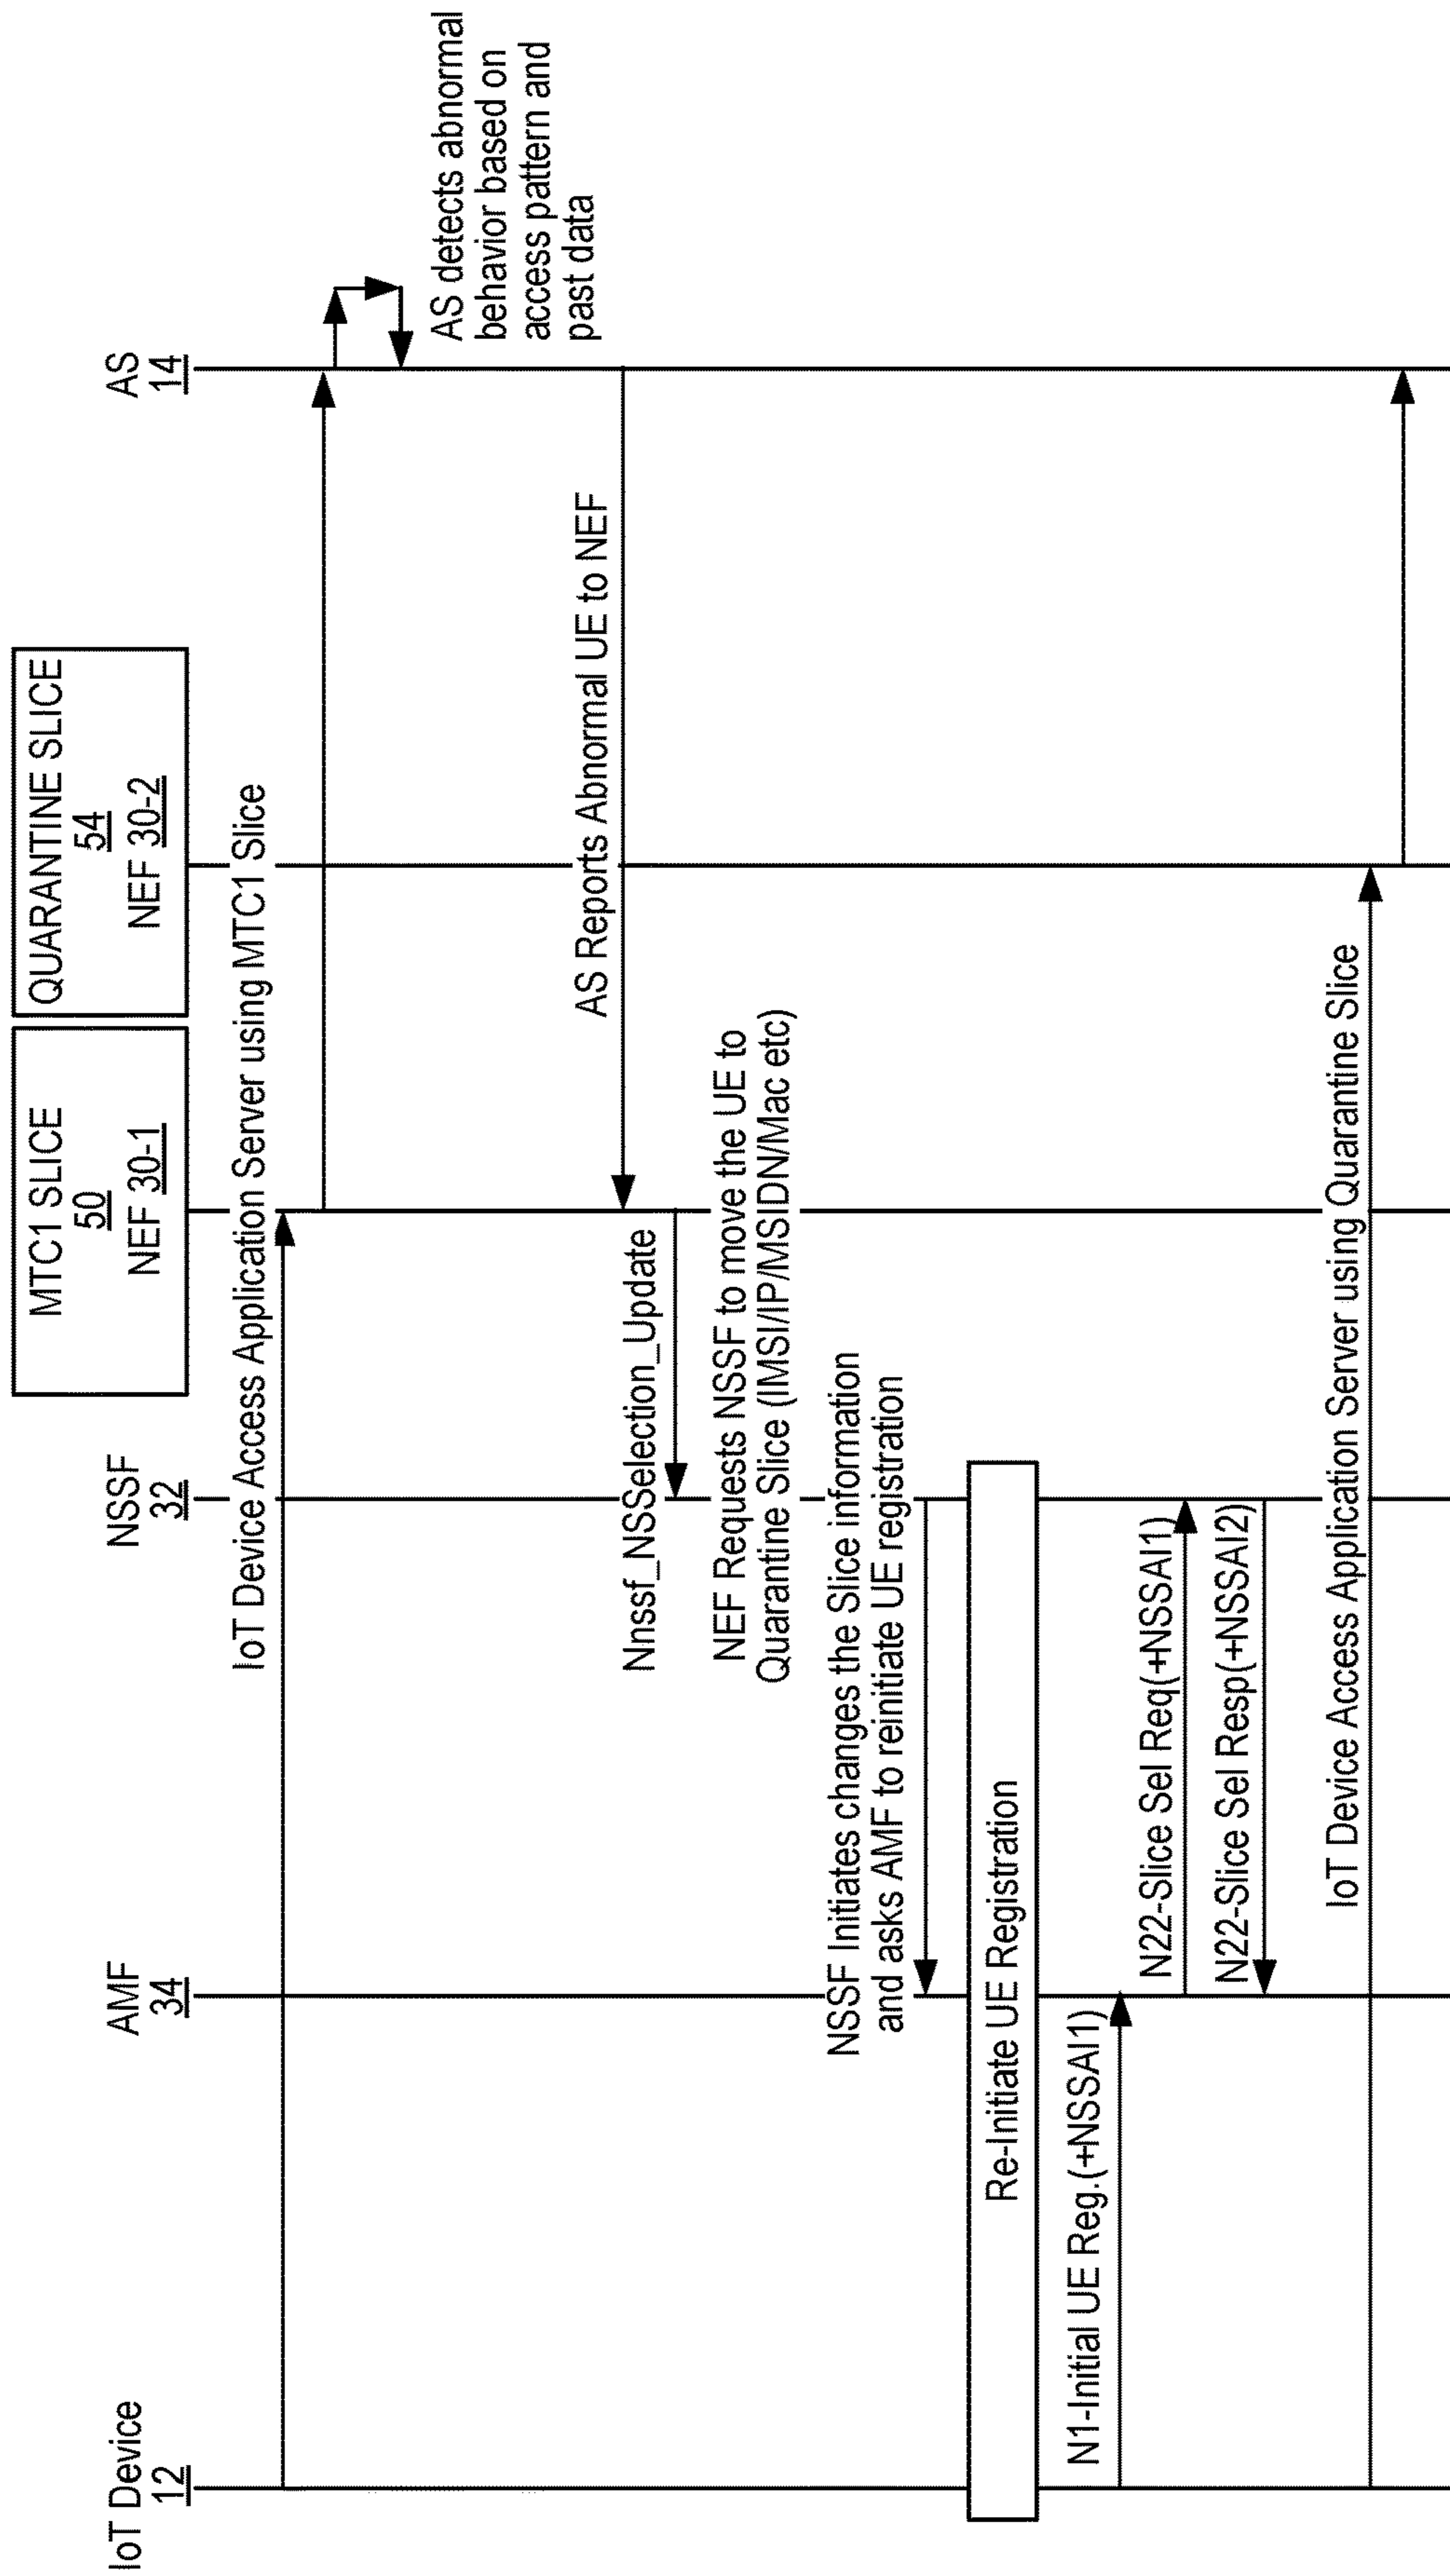 IoT Device
12
AMF
34
NSSF
32
MTC1 SLICE
50
NEF 30-1
QUARANTINE SLICE
54
NEF 30-2
AS
14
IoT Device Access Application Server using MTC1 Slice
AS detects abnormal
behavior based on
access pattern and
past data
AS Reports Abnormal UE to NEF
Nnssf_NSSelection_Update
NEF Requests NSSF to move the UE to
Quarantine Slice (IMSI/IP/MSIDN/Mac etc)
NSSF Initiates changes the Slice information
and asks AMF to reinitiate UE registration
Re-Initiate UE Registration
N1-Initial UE Reg.(+NSSAI1)
N22-Slice Sel Req(+NSSAI1)
N22-Slice Sel Resp(+NSSAI2)
IoT Device Access Application Server using Quarantine Slice